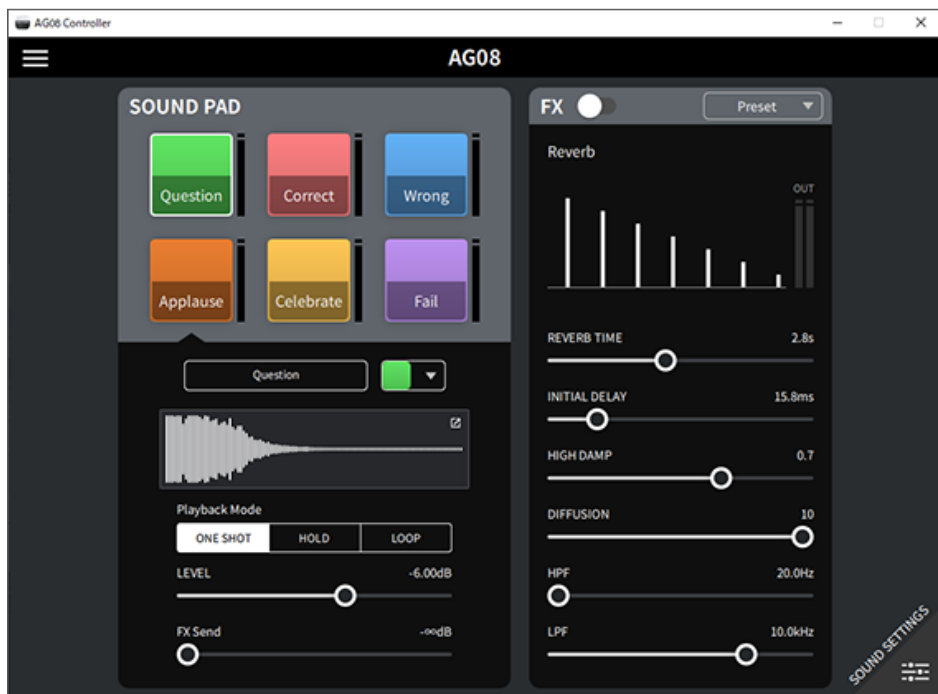 AG08 Controller
AG08
SOUND PAD
Question
Correct
Wrong
Applause
Celebrate
Fail
Question
Playback Mode
ONE SHOT
HOLD
LOOP
LEVEL
-6.00dB
FX Send
-∞dB
FX
Preset
Reverb
OUT
REVERB TIME
2.8s
INITIAL DELAY
15.8ms
HIGH DAMP
0.7
DIFFUSION
10
HPF
20.0Hz
LPF
10.0kHz
SOUND SETTINGS